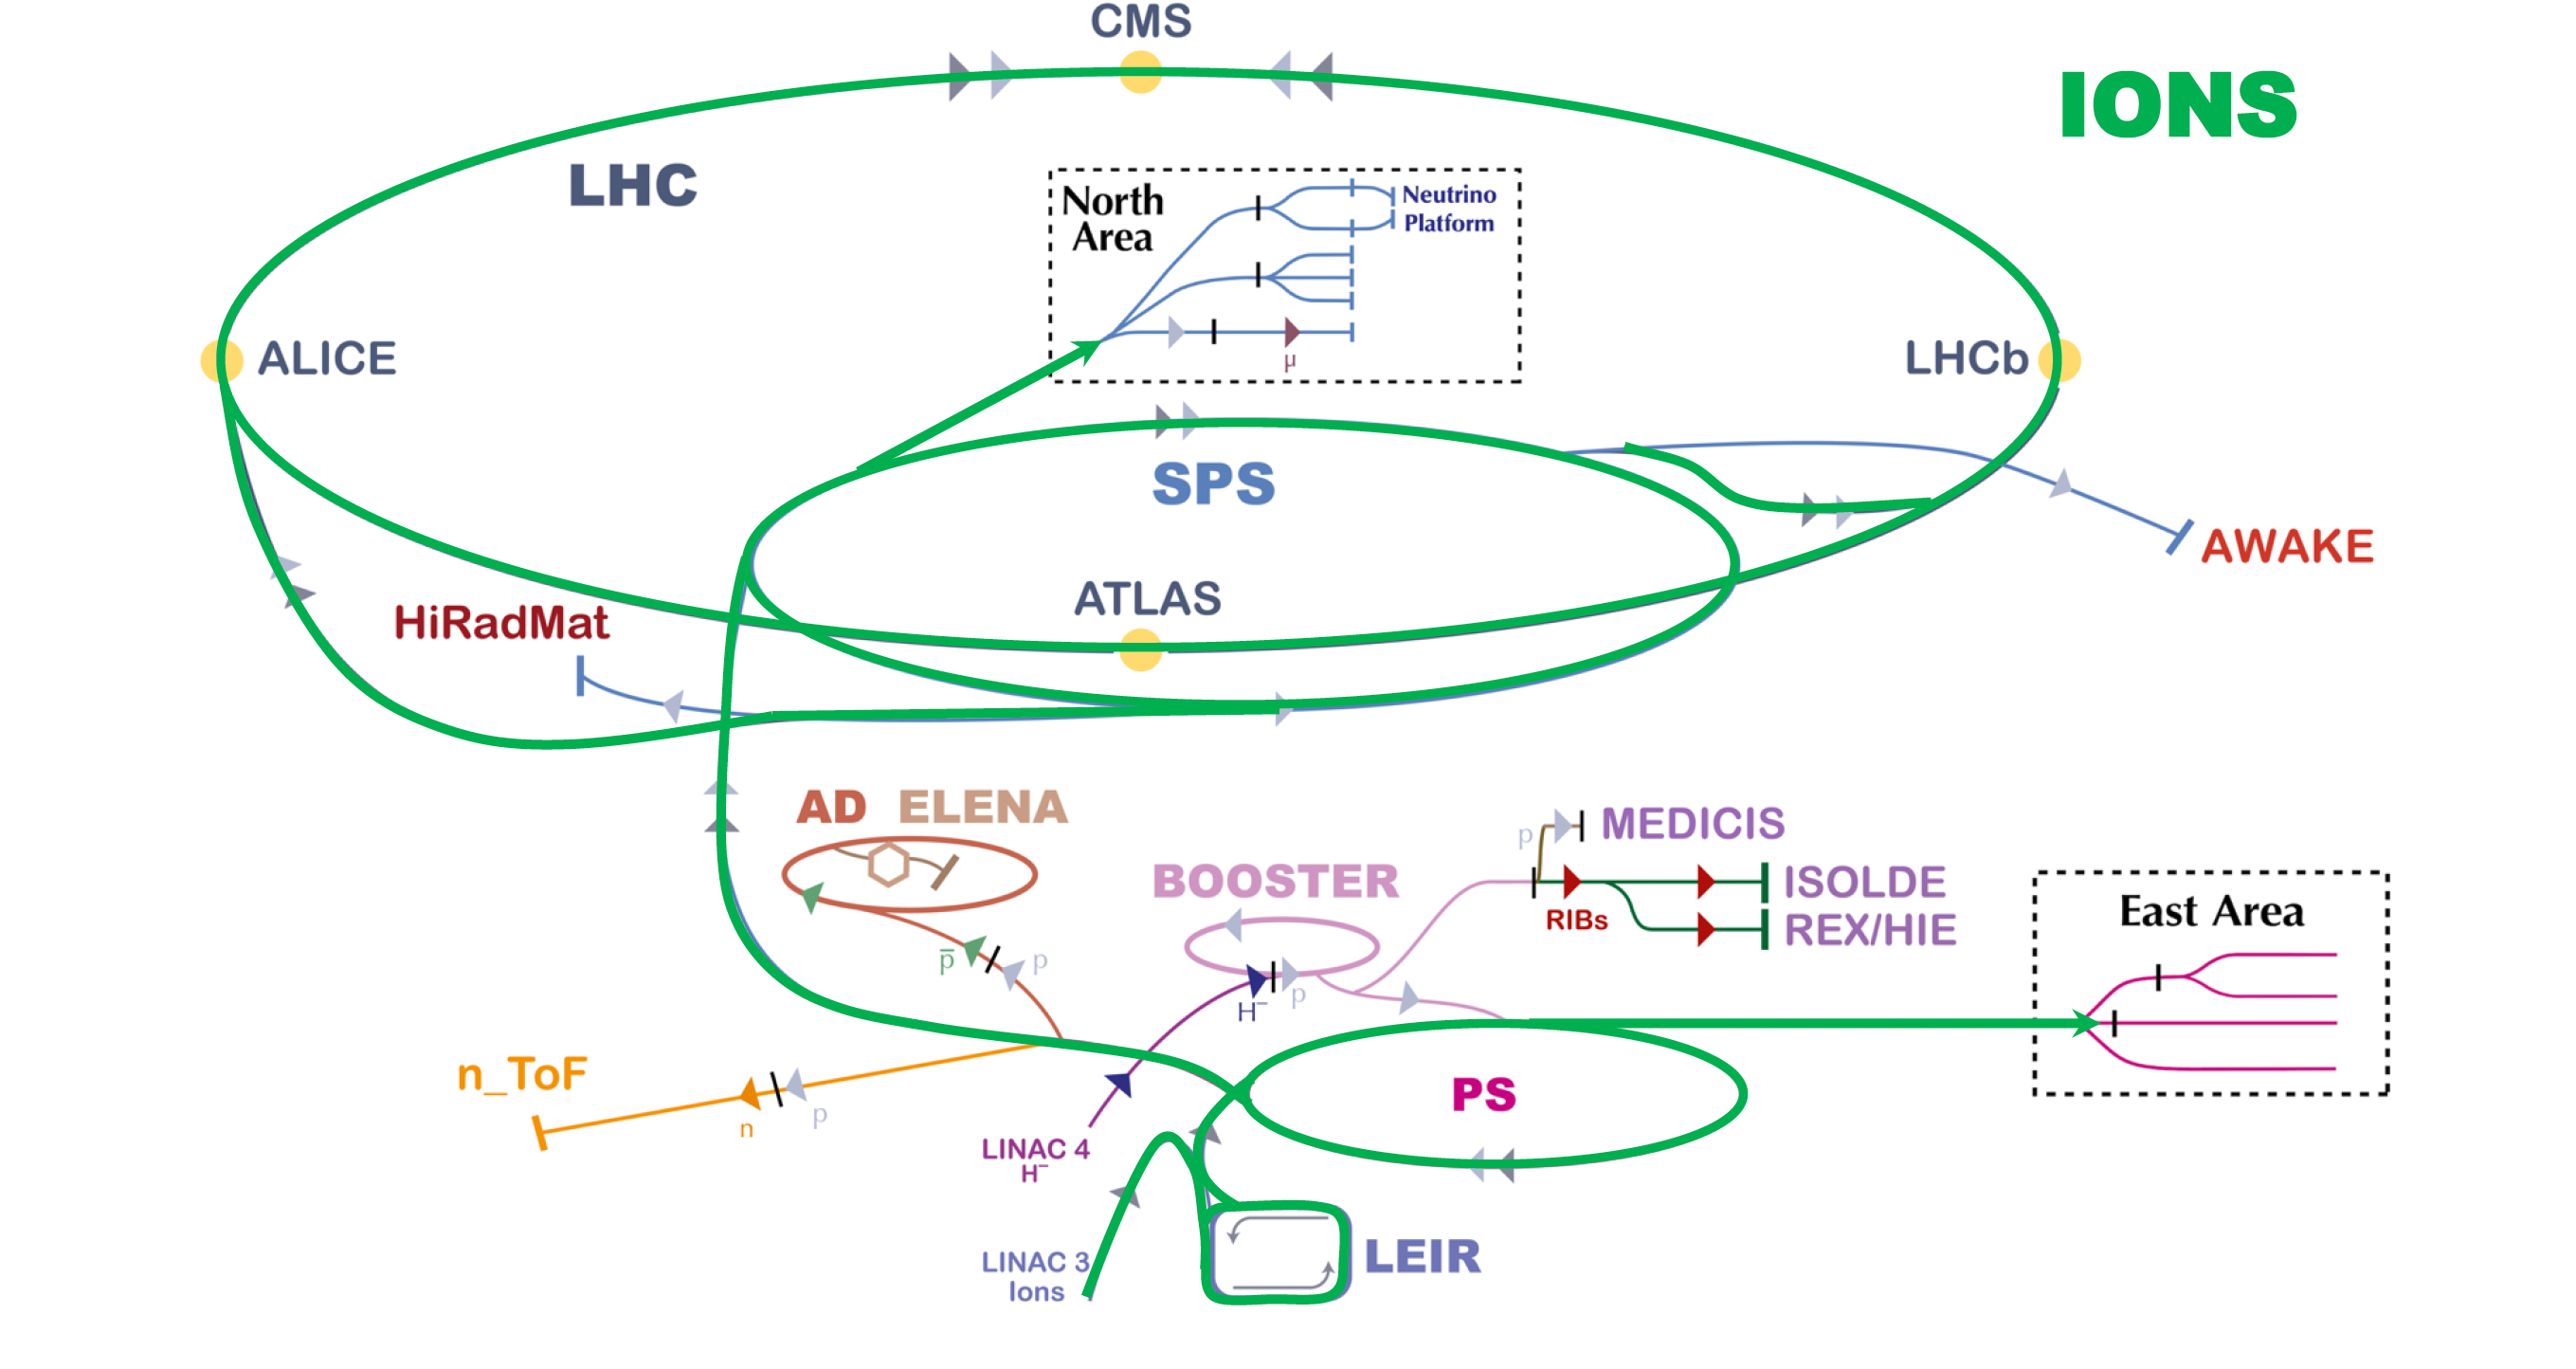 CMS
IONS
LHC
North
Area
Neutrino
Platform
μ
ALICE
LHCb
SPS
AWAKE
ATLAS
HiRadMat
AD ELENA
p
MEDICIS
BOOSTER
ISOLDE
RIBs
REX/HIE
East Area
p̄
p
H⁻
p
n_ToF
n
p
PS
LINAC 4
H⁻
LINAC 3
Ions
LEIR